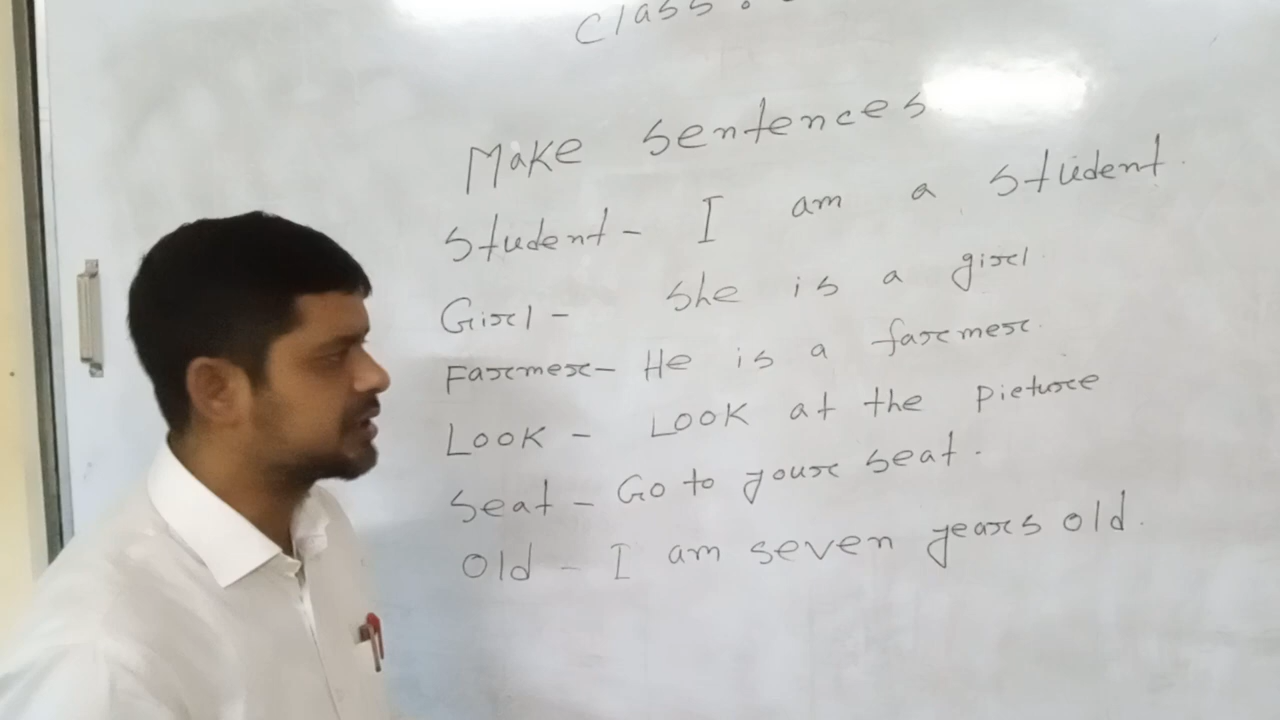 Class :
Make sentences
Student - I am a student.
Girl - She is a girl.
Farmer - He is a farmer.
Look - Look at the picture
Seat - Go to your seat.
Old - I am seven years old.